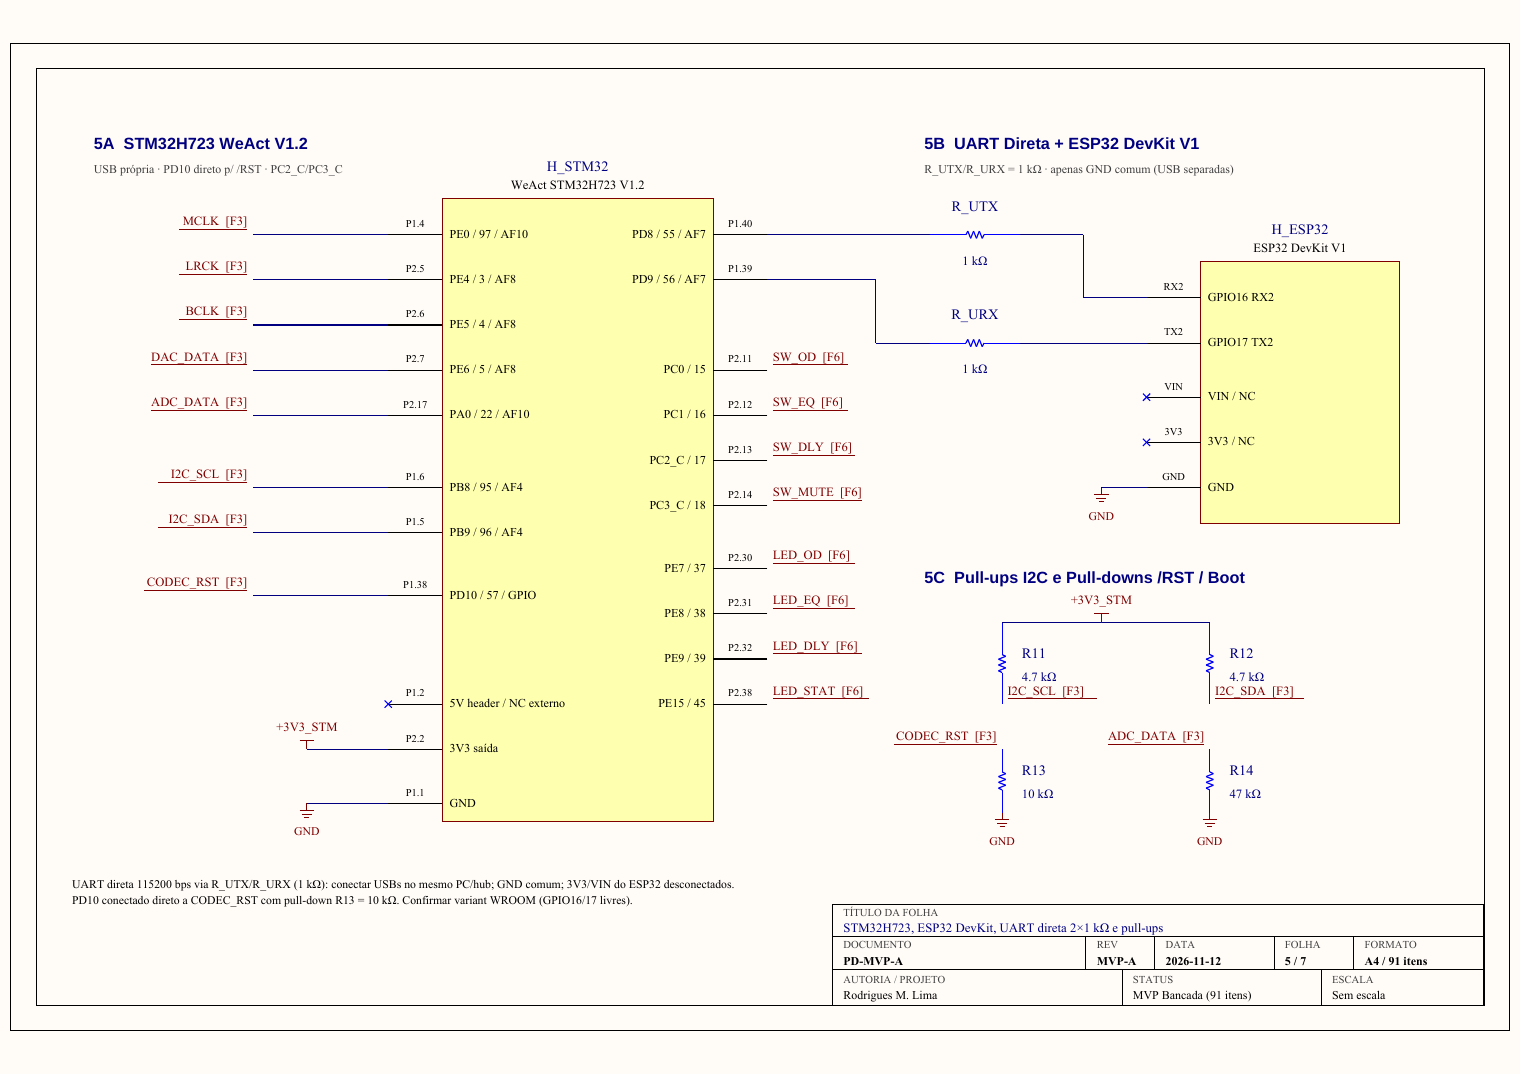 5A STM32H723 WeAct V1.2
USB própria · PD10 direto p/ /RST · PC2_C/PC3_C
H_STM32
WeAct STM32H723 V1.2
MCLK [F3]
P1.4
PE0 / 97 / AF10
LRCK [F3]
P2.5
PE4 / 3 / AF8
BCLK [F3]
P2.6
PE5 / 4 / AF8
DAC_DATA [F3]
P2.7
PE6 / 5 / AF8
ADC_DATA [F3]
P2.17
PA0 / 22 / AF10
I2C_SCL [F3]
P1.6
PB8 / 95 / AF4
I2C_SDA [F3]
P1.5
PB9 / 96 / AF4
CODEC_RST [F3]
P1.38
PD10 / 57 / GPIO
P1.2
5V header / NC externo
+3V3_STM
P2.2
3V3 saída
P1.1
GND
GND
PD8 / 55 / AF7
P1.40
PD9 / 56 / AF7
P1.39
PC0 / 15
P2.11
SW_OD [F6]
PC1 / 16
P2.12
SW_EQ [F6]
PC2_C / 17
P2.13
SW_DLY [F6]
PC3_C / 18
P2.14
SW_MUTE [F6]
PE7 / 37
P2.30
LED_OD [F6]
PE8 / 38
P2.31
LED_EQ [F6]
PE9 / 39
P2.32
LED_DLY [F6]
PE15 / 45
P2.38
LED_STAT [F6]
5B UART Direta + ESP32 DevKit V1
R_UTX/R_URX = 1 kΩ · apenas GND comum (USB separadas)
R_UTX
1 kΩ
R_URX
1 kΩ
H_ESP32
ESP32 DevKit V1
RX2
GPIO16 RX2
TX2
GPIO17 TX2
VIN
VIN / NC
3V3
3V3 / NC
GND
GND
GND
5C Pull-ups I2C e Pull-downs /RST / Boot
+3V3_STM
R11
4.7 kΩ
I2C_SCL [F3]
R12
4.7 kΩ
I2C_SDA [F3]
CODEC_RST [F3]
R13
10 kΩ
GND
ADC_DATA [F3]
R14
47 kΩ
GND
UART direta 115200 bps via R_UTX/R_URX (1 kΩ): conectar USBs no mesmo PC/hub; GND comum; 3V3/VIN do ESP32 desconectados.
PD10 conectado direto a CODEC_RST com pull-down R13 = 10 kΩ. Confirmar variant WROOM (GPIO16/17 livres).
TÍTULO DA FOLHA
STM32H723, ESP32 DevKit, UART direta 2×1 kΩ e pull-ups
DOCUMENTO REV DATA FOLHA FORMATO
PD-MVP-A MVP-A 2026-11-12 5 / 7 A4 / 91 itens
AUTORIA / PROJETO STATUS ESCALA
Rodrigues M. Lima MVP Bancada (91 itens) Sem escala